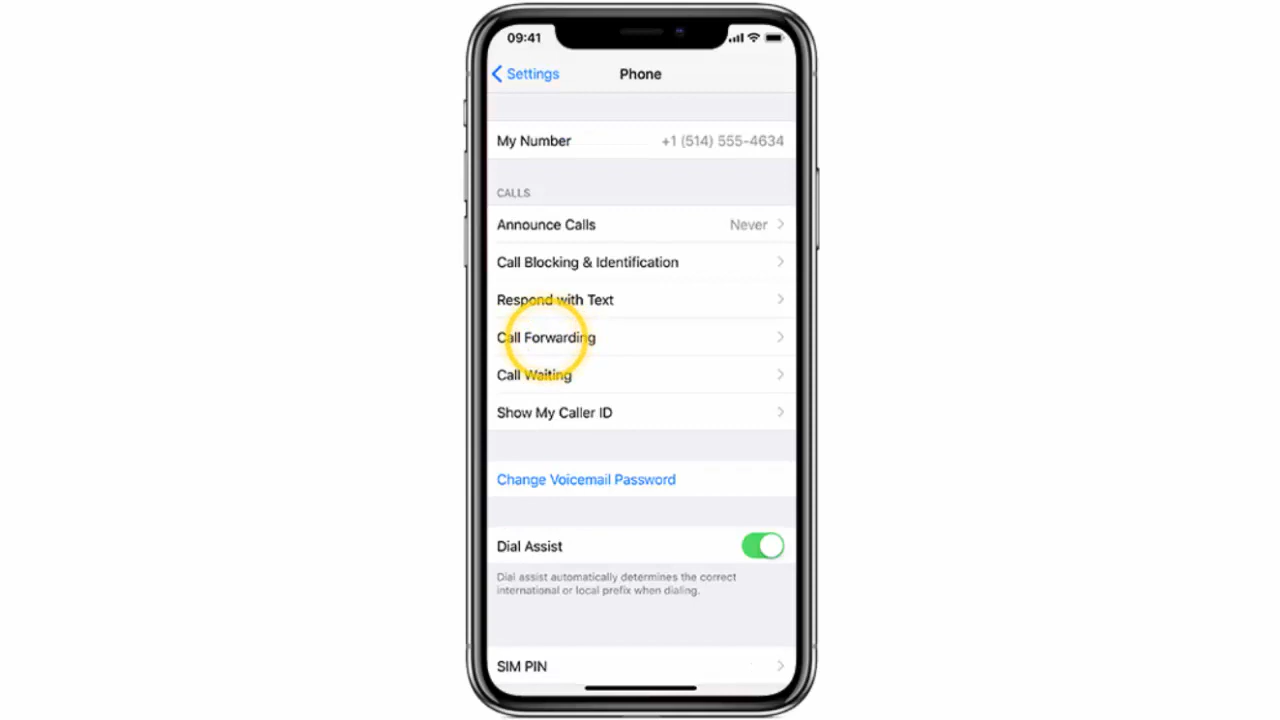 09:41
Settings
Phone
My Number
+1 (514) 555-4634
CALLS
Announce Calls
Never
Call Blocking & Identification
Respond with Text
Call Forwarding
Call Waiting
Show My Caller ID
Change Voicemail Password
Dial Assist
Dial assist automatically determines the correct
international or local prefix when dialing.
SIM PIN